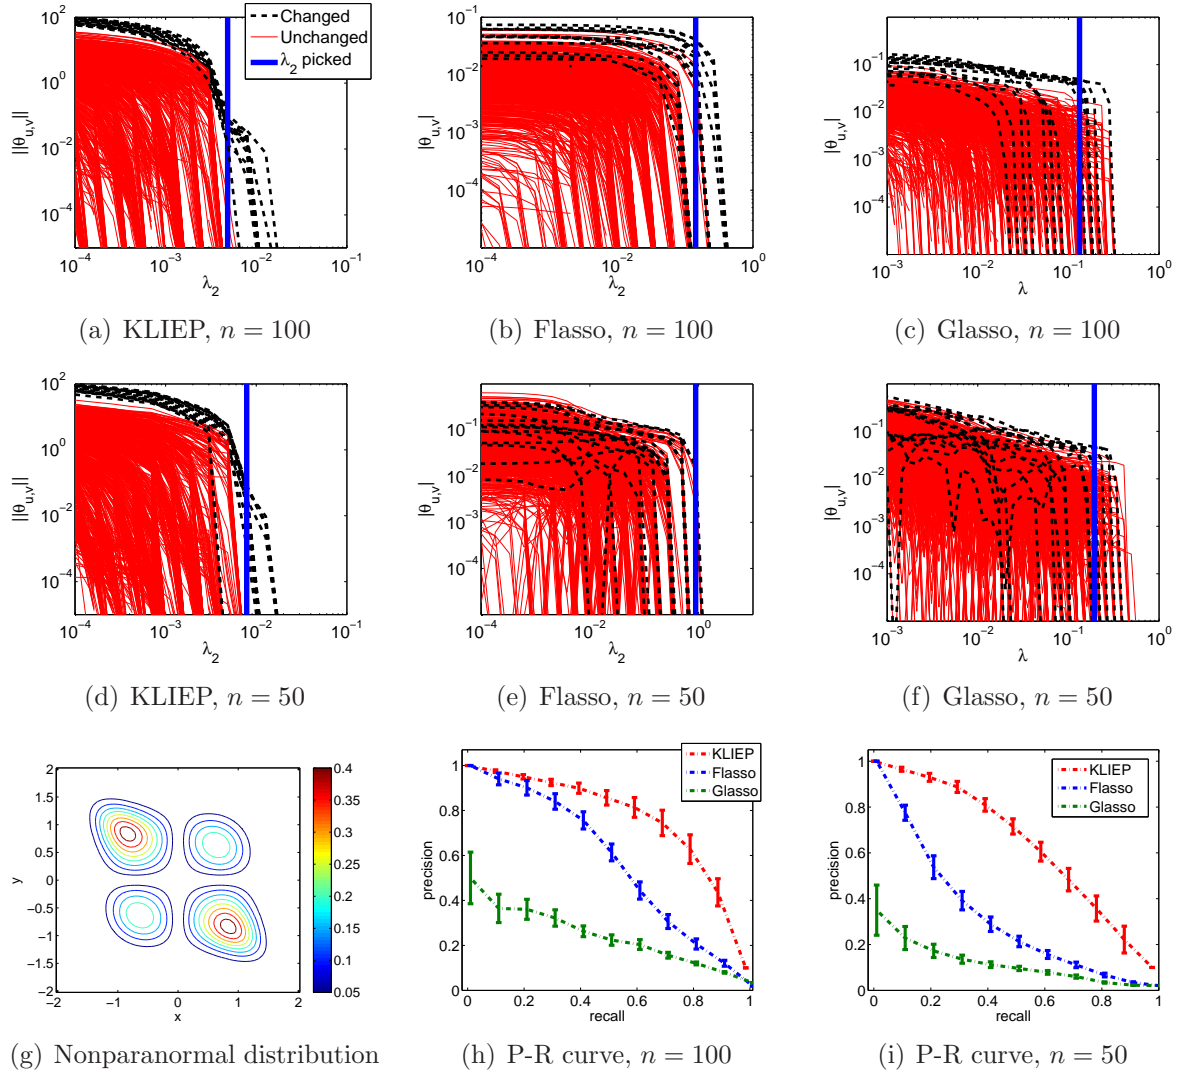 10^2
10^0
10^-2
10^-4
||θ_{u,v}||
10^-4
10^-3
10^-2
10^-1
λ_2
Changed
Unchanged
λ_2 picked
(a) KLIEP, n = 100
10^-1
10^-2
10^-3
10^-4
|θ_{u,v}|
10^-4
10^-2
10^0
λ_2
(b) Flasso, n = 100
10^-1
10^-2
10^-3
10^-4
|θ_{u,v}|
10^-3
10^-2
10^-1
10^0
λ
(c) Glasso, n = 100
10^2
10^0
10^-2
10^-4
||θ_{u,v}||
10^-4
10^-3
10^-2
10^-1
λ_2
(d) KLIEP, n = 50
10^-1
10^-2
10^-3
10^-4
|θ_{u,v}|
10^-4
10^-2
10^0
λ_2
(e) Flasso, n = 50
10^-1
10^-2
10^-3
10^-4
|θ_{u,v}|
10^-3
10^-2
10^-1
10^0
λ
(f) Glasso, n = 50
2
1.5
1
0.5
0
−0.5
−1
−1.5
−2
y
−2
−1
0
1
2
x
0.4
0.35
0.3
0.25
0.2
0.15
0.1
0.05
(g) Nonparanormal distribution
1
0.8
0.6
0.4
0.2
0
precision
0
0.2
0.4
0.6
0.8
1
recall
KLIEP
Flasso
Glasso
(h) P-R curve, n = 100
1
0.8
0.6
0.4
0.2
0
precision
0
0.2
0.4
0.6
0.8
1
recall
KLIEP
Flasso
Glasso
(i) P-R curve, n = 50